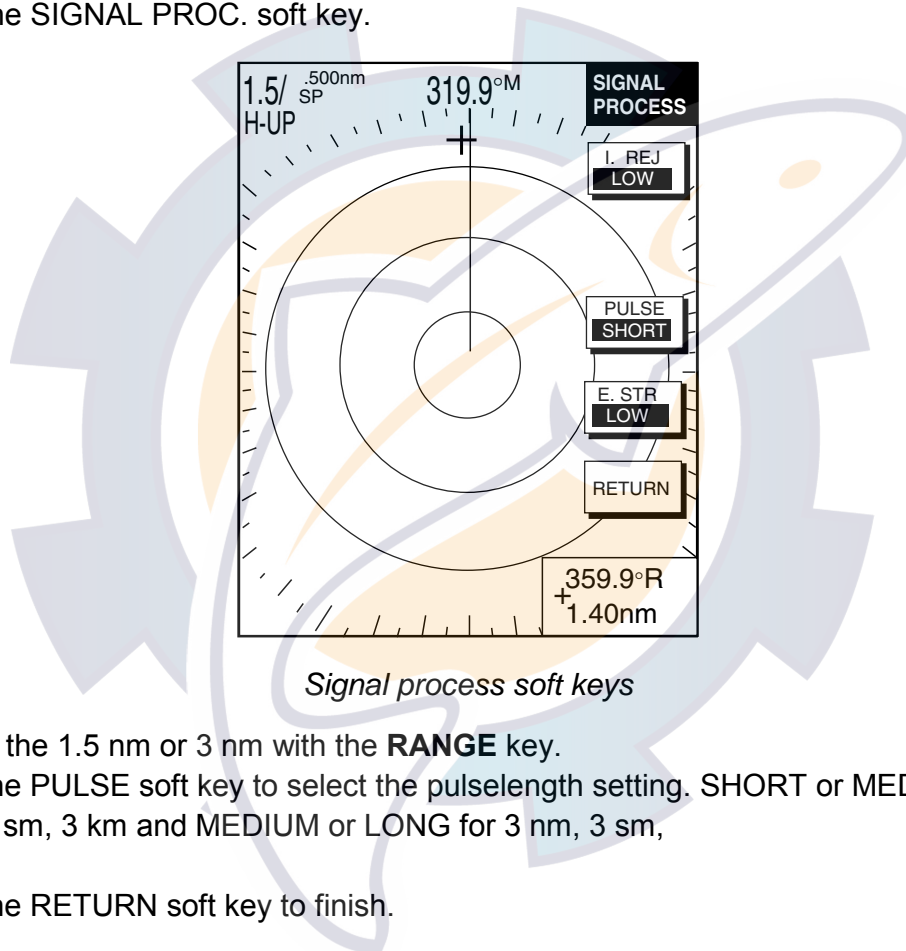 he SIGNAL PROC. soft key.
1.5/ .500nm 319.9°M SIGNAL
SP PROCESS
H-UP
I. REJ
LOW
PULSE
SHORT
E. STR
LOW
RETURN
+359.9°R
1.40nm
Signal process soft keys
the 1.5 nm or 3 nm with the RANGE key.
he PULSE soft key to select the pulselength setting. SHORT or MED
sm, 3 km and MEDIUM or LONG for 3 nm, 3 sm,
he RETURN soft key to finish.